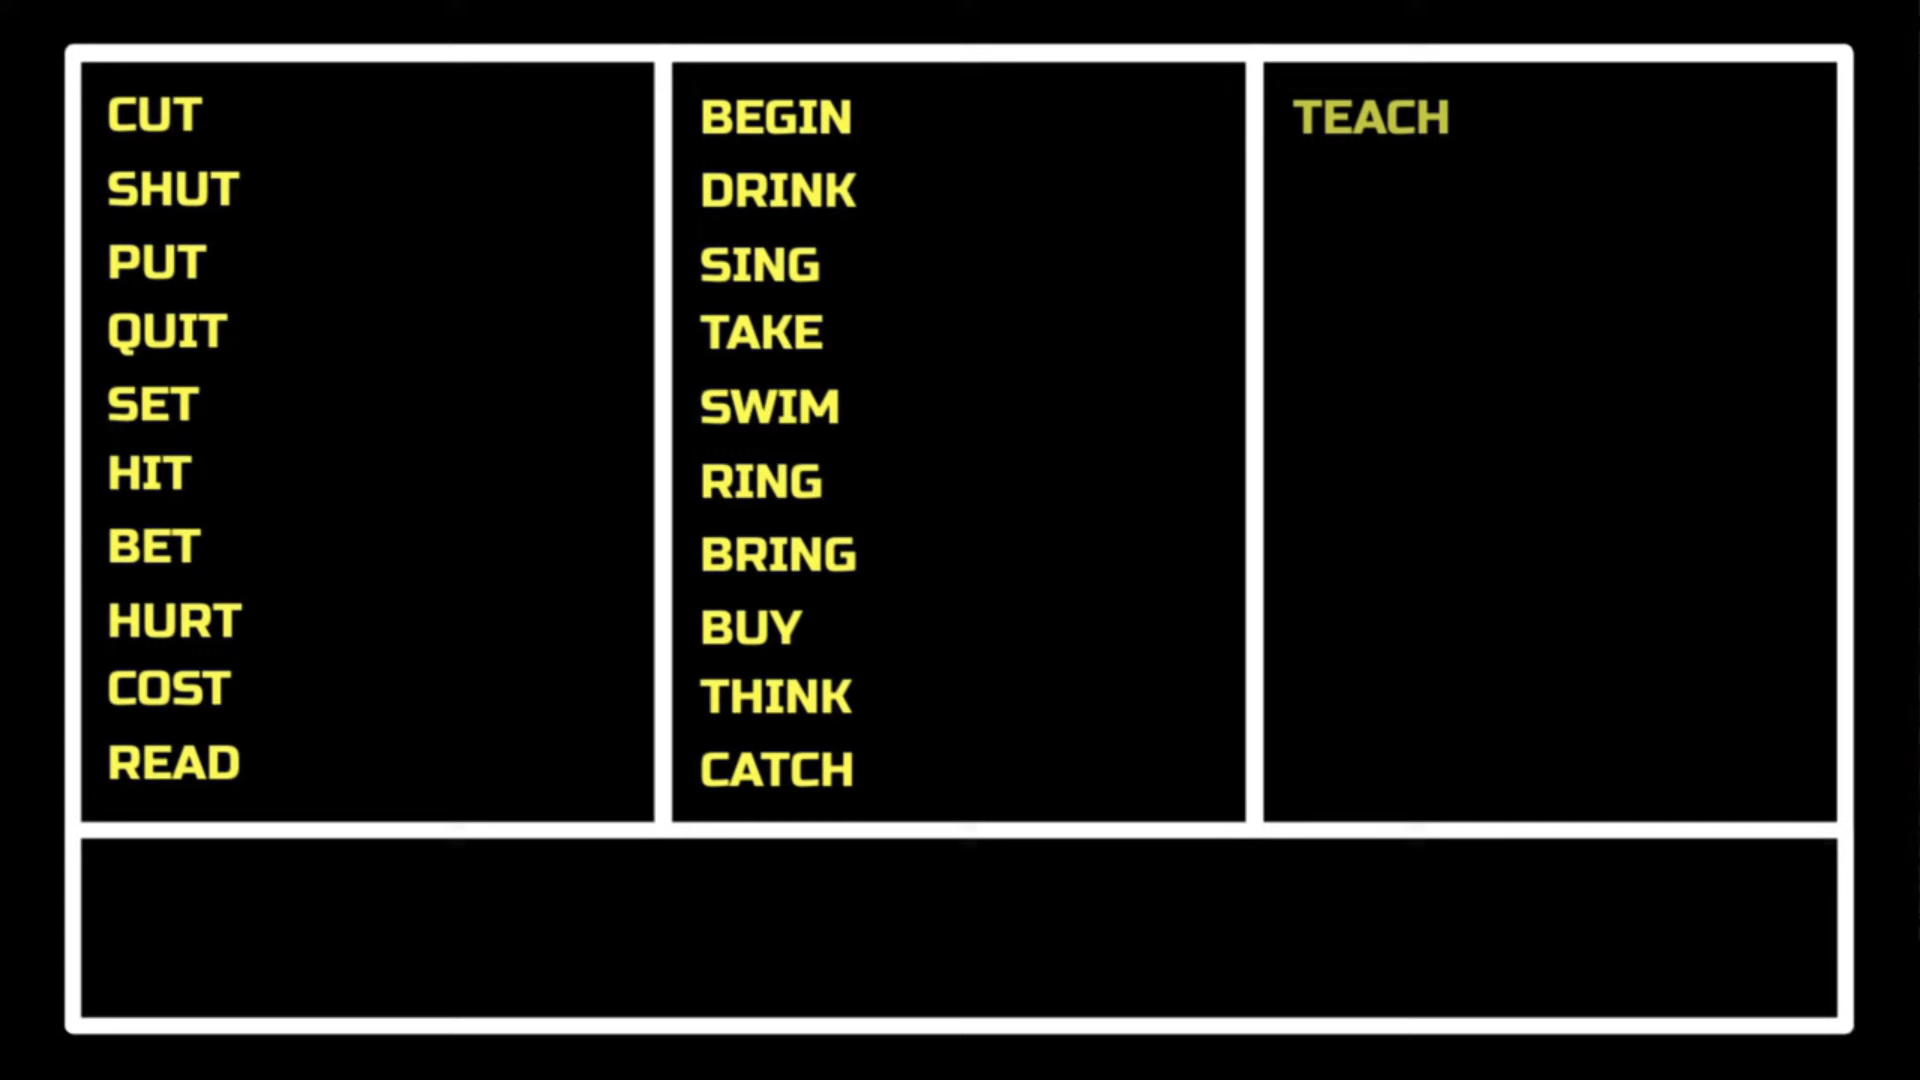 CUT
SHUT
PUT
QUIT
SET
HIT
BET
HURT
COST
READ
BEGIN
DRINK
SING
TAKE
SWIM
RING
BRING
BUY
THINK
CATCH
TEACH